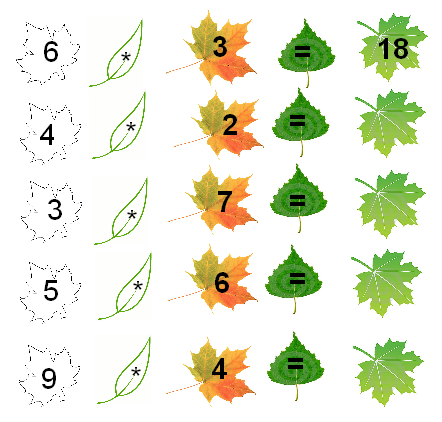 6 * 3 = 18
4 * 2 =
3 * 7 =
5 * 6 =
9 * 4 =